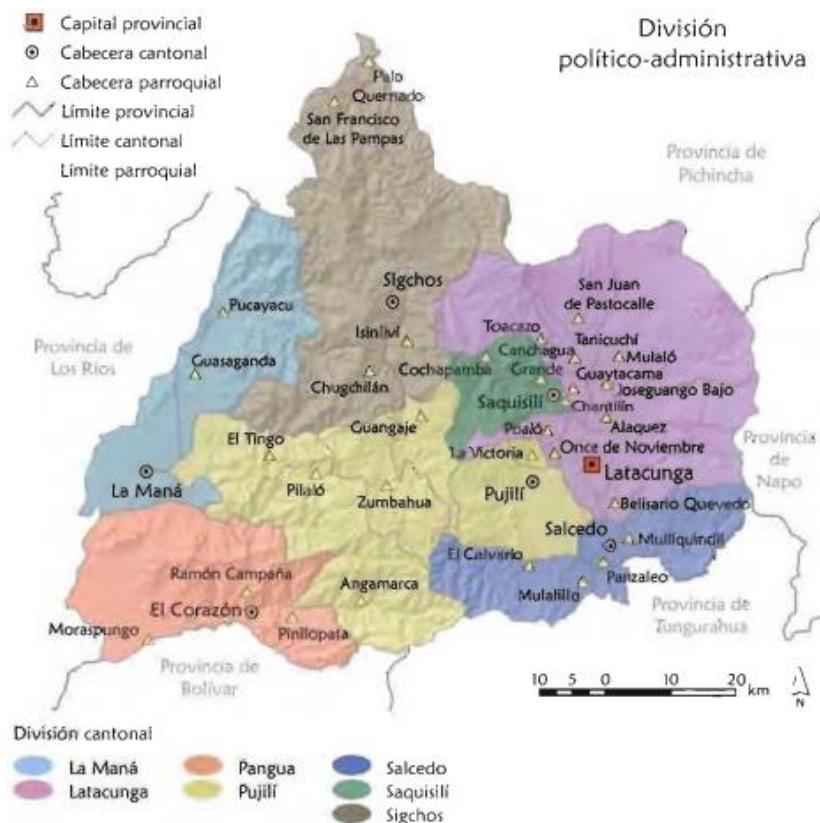 Capital provincial
Cabecera cantonal
Cabecera parroquial
Límite provincial
Límite cantonal
Límite parroquial
División
político-administrativa
Palo
Quemado
San Francisco
de Las Pampas
Provincia de
Pichincha
Sigchos
San Juan
de Pastocalle
Pucayacu
Isinliví
Toacazo
Tanicuchí
Canchagua
Mulaló
Provincia de
Los Ríos
Guasaganda
Cochapamba
Grande
Guaytacama
Chugchilán
Joseguango Bajo
Saquisilí
Chantilín
Guangaje
Alaquez
El Tingo
Poaló
Once de Noviembre
Provincia
de
Napo
La Victoria
Latacunga
La Maná
Pilaló
Zumbahua
Pujilí
Belisario Quevedo
Salcedo
Mulliquindil
El Calvario
Ramón Campaña
Angamarca
Panzaleo
Mulalillo
El Corazón
Pinllopata
Moraspungo
Provincia de
Tungurahua
Provincia de
Bolívar
10 5 0 10 20
km
N
División cantonal
La Maná
Pangua
Salcedo
Latacunga
Pujilí
Saquisilí
Sigchos